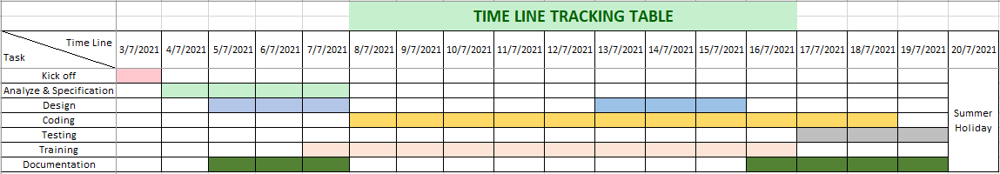 TIME LINE TRACKING TABLE
Time Line
Task
3/7/2021 4/7/2021 5/7/2021 6/7/2021 7/7/2021 8/7/2021 9/7/2021 10/7/2021 11/7/2021 12/7/2021 13/7/2021 14/7/2021 15/7/2021 16/7/2021 17/7/2021 18/7/2021 19/7/2021 20/7/2021
Kick off
Analyze & Specification
Design
Coding
Testing
Training
Documentation
Summer
Holiday